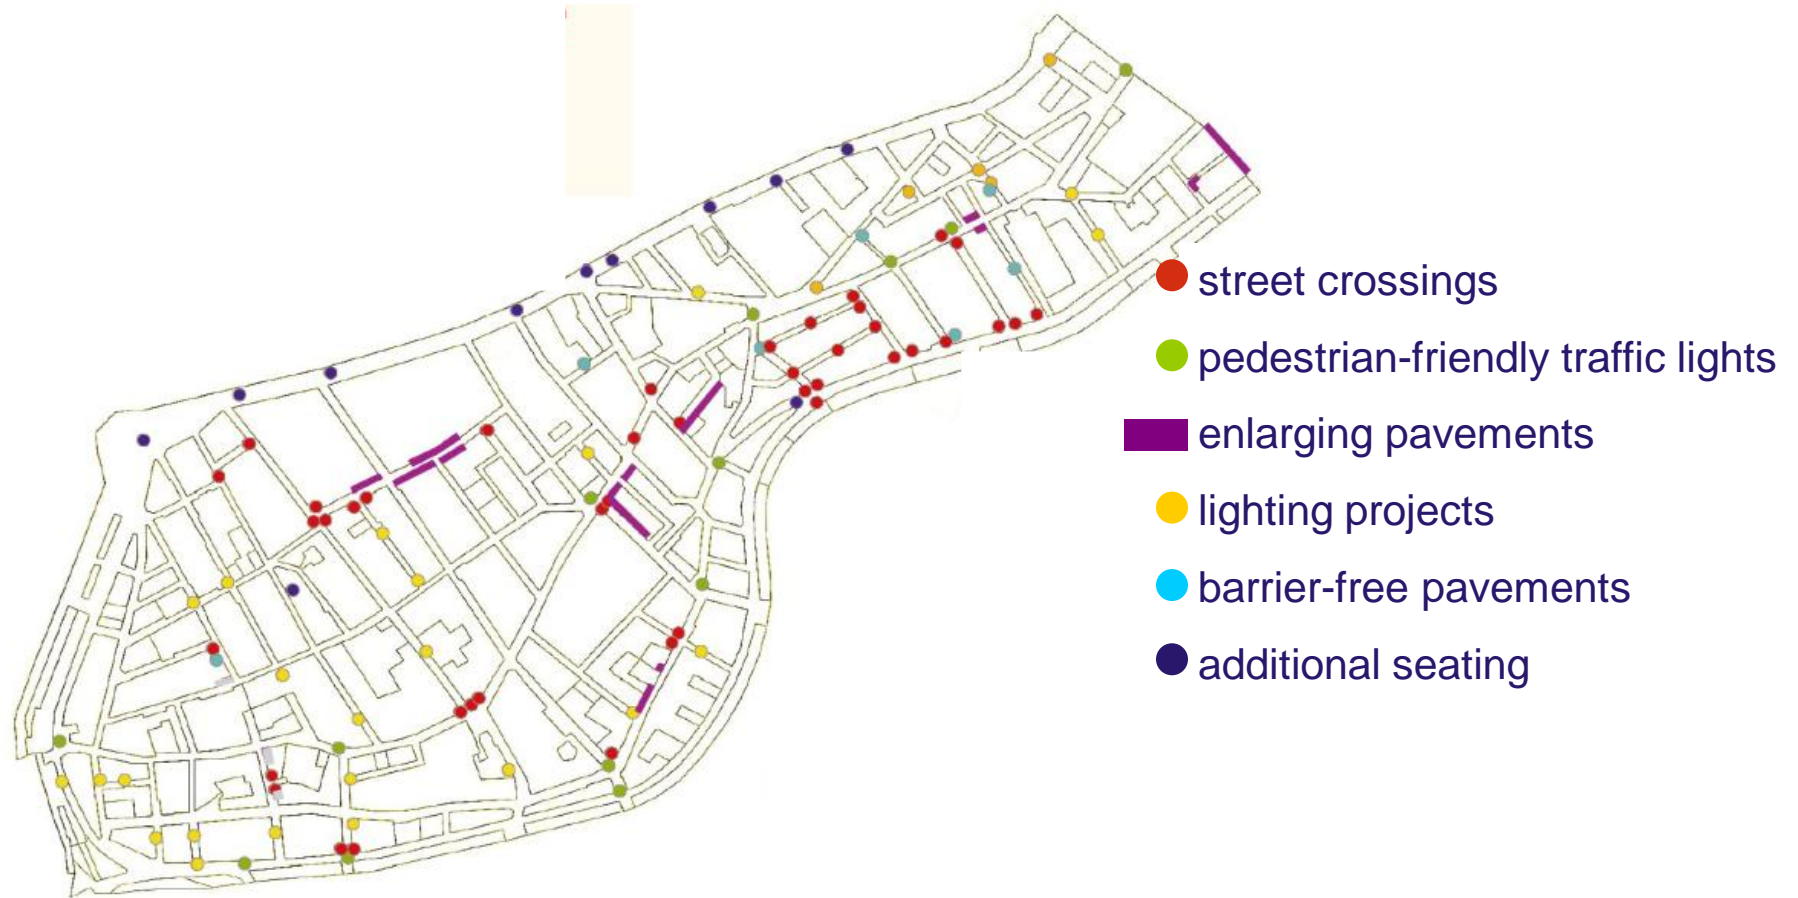 street crossings
pedestrian-friendly traffic lights
enlarging pavements
lighting projects
barrier-free pavements
additional seating